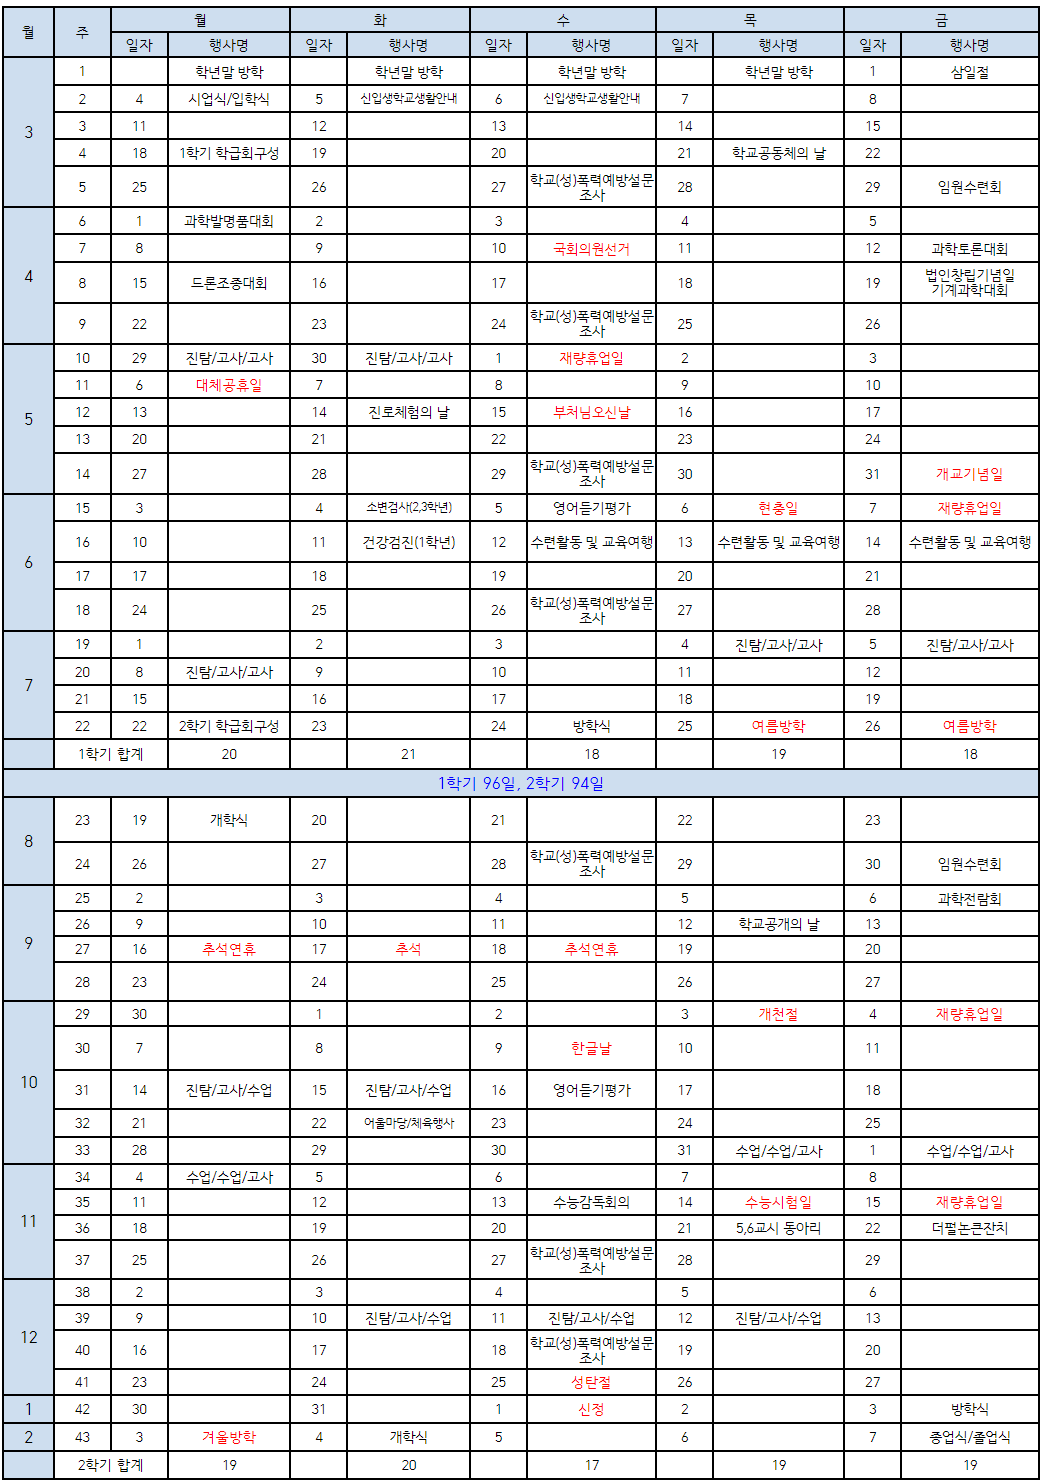 월 주 월 화 수 목 금
일자 행사명 일자 행사명 일자 행사명 일자 행사명 일자 행사명
3
1 학년말 방학 학년말 방학 학년말 방학 학년말 방학 1 삼일절
2 4 시업식/입학식 5 신입생학교생활안내 6 신입생학교생활안내 7 8
3 11 12 13 14 15
4 18 1학기 학급회구성 19 20 21 학교공동체의 날 22
5 25 26 27 학교(성)폭력예방설문
조사 28 29 임원수련회
4
6 1 과학발명품대회 2 3 4 5
7 8 9 10 국회의원선거 11 12 과학토론대회
8 15 드론조종대회 16 17 18 19 법인창립기념일
기계과학대회
9 22 23 24 학교(성)폭력예방설문
조사 25 26
5
10 29 진탐/고사/고사 30 진탐/고사/고사 1 재량휴업일 2 3
11 6 대체공휴일 7 8 9 10
12 13 14 진로체험의 날 15 부처님오신날 16 17
13 20 21 22 23 24
14 27 28 29 학교(성)폭력예방설문
조사 30 31 개교기념일
6
15 3 4 소변검사(2,3학년) 5 영어듣기평가 6 현충일 7 재량휴업일
16 10 11 건강검진(1학년) 12 수련활동 및 교육여행 13 수련활동 및 교육여행 14 수련활동 및 교육여행
17 17 18 19 20 21
18 24 25 26 학교(성)폭력예방설문
조사 27 28
7
19 1 2 3 4 진탐/고사/고사 5 진탐/고사/고사
20 8 진탐/고사/고사 9 10 11 12
21 15 16 17 18 19
22 22 2학기 학급회구성 23 24 방학식 25 여름방학 26 여름방학
1학기 합계 20 21 18 19 18
1학기 96일, 2학기 94일
8
23 19 개학식 20 21 22 23
24 26 27 28 학교(성)폭력예방설문
조사 29 30 임원수련회
9
25 2 3 4 5 6 과학전람회
26 9 10 11 12 학교공개의 날 13
27 16 추석연휴 17 추석 18 추석연휴 19 20
28 23 24 25 26 27
10
29 30 1 2 3 개천절 4 재량휴업일
30 7 8 9 한글날 10 11
31 14 진탐/고사/수업 15 진탐/고사/수업 16 영어듣기평가 17 18
32 21 22 어울마당/체육행사 23 24 25
33 28 29 30 31 수업/수업/고사 1 수업/수업/고사
11
34 4 수업/수업/고사 5 6 7 8
35 11 12 13 수능감독회의 14 수능시험일 15 재량휴업일
36 18 19 20 21 5,6교시 동아리 22 더펄논큰잔치
37 25 26 27 학교(성)폭력예방설문
조사 28 29
12
38 2 3 4 5 6
39 9 10 진탐/고사/수업 11 진탐/고사/수업 12 진탐/고사/수업 13
40 16 17 18 학교(성)폭력예방설문
조사 19 20
41 23 24 25 성탄절 26 27
1 42 30 31 1 신정 2 3 방학식
2 43 3 겨울방학 4 개학식 5 6 7 종업식/졸업식
2학기 합계 19 20 17 19 19